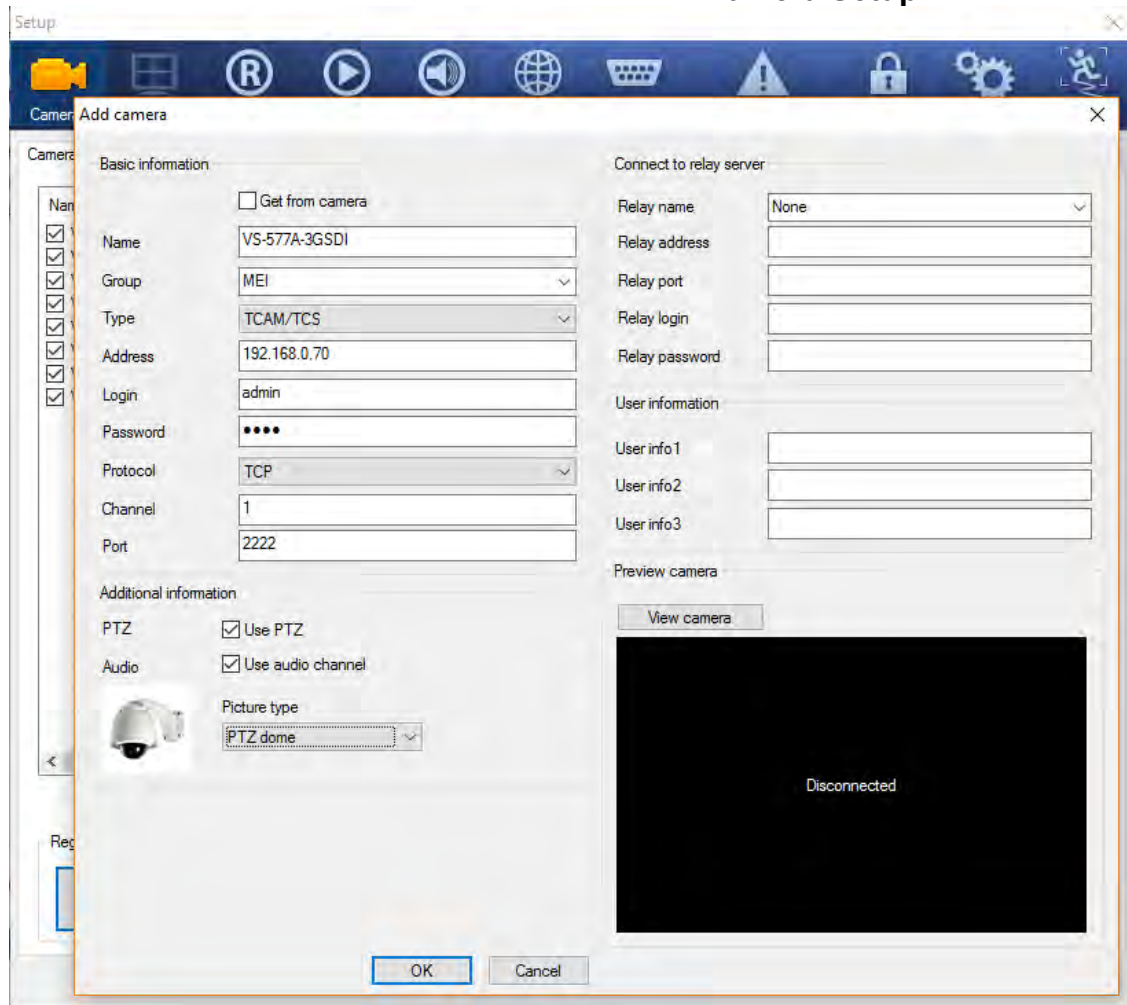 Setup
Setup
Camer
Add camera
Camera
Nam
Basic information
Get from camera
Name VS-577A-3GSDI
Group MEI
Type TCAM/TCS
Address 192.168.0.70
Login admin
Password ••••
Protocol TCP
Channel 1
Port 2222
Additional information
PTZ Use PTZ
Audio Use audio channel
Picture type
PTZ dome
Connect to relay server
Relay name None
Relay address
Relay port
Relay login
Relay password
User information
User info1
User info2
User info3
Preview camera
View camera
Disconnected
Reg
OK Cancel